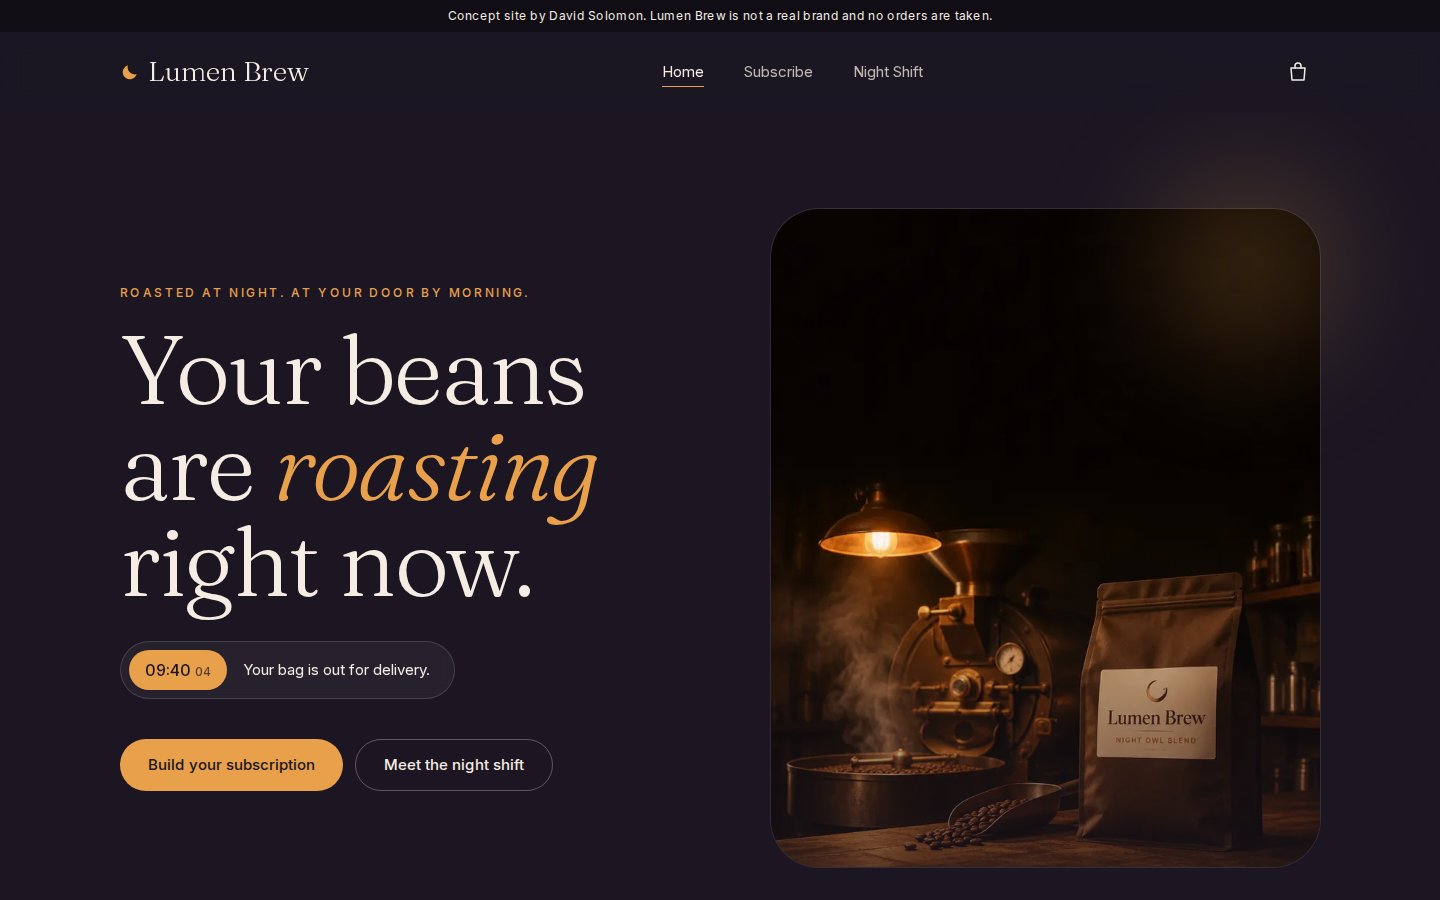 Concept site by David Solomon. Lumen Brew is not a real brand and no orders are taken.
Lumen Brew
Home
Subscribe
Night Shift
ROASTED AT NIGHT. AT YOUR DOOR BY MORNING.
Your beans
are roasting
right now.
09:40 04
Your bag is out for delivery.
Build your subscription
Meet the night shift
Lumen Brew
NIGHT OWL BLEND